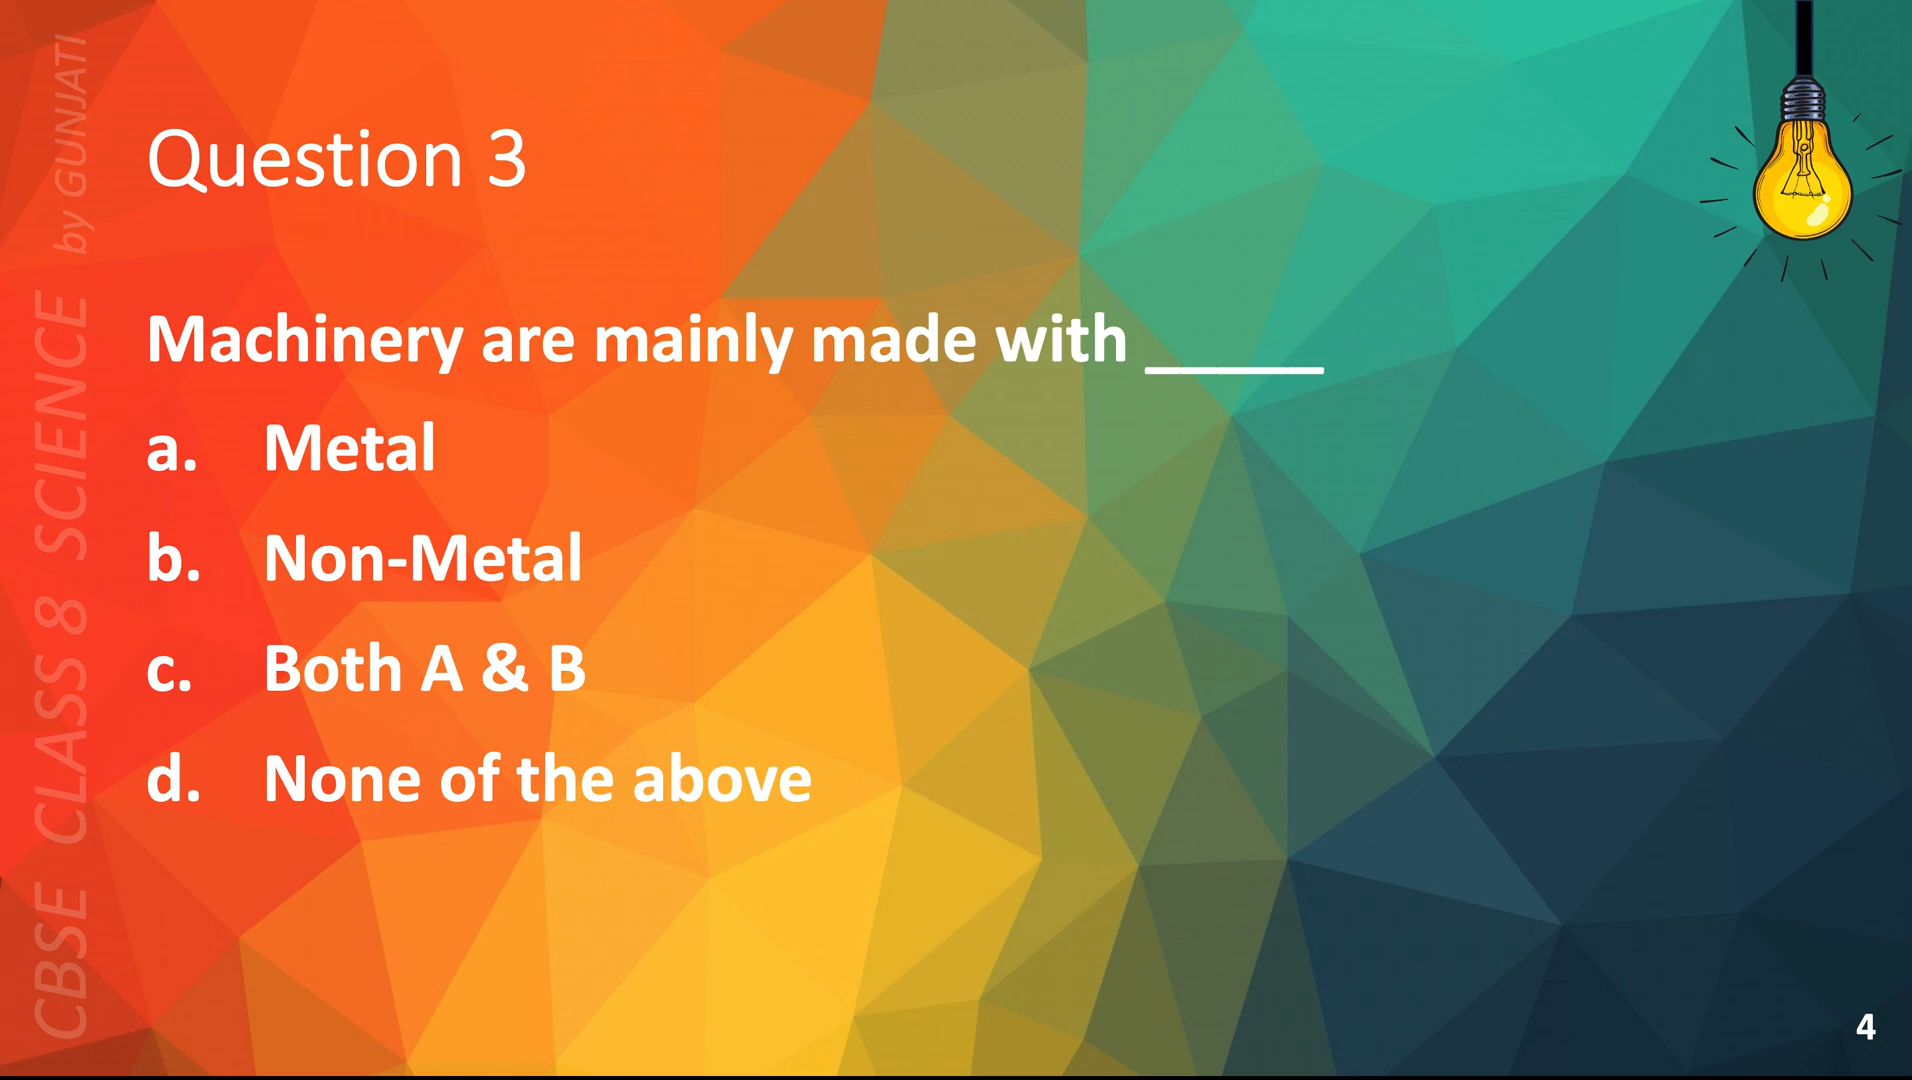 CBSE CLASS 8 SCIENCE by GUNJATI
Question 3
Machinery are mainly made with _____
a. Metal
b. Non-Metal
c. Both A & B
d. None of the above
4